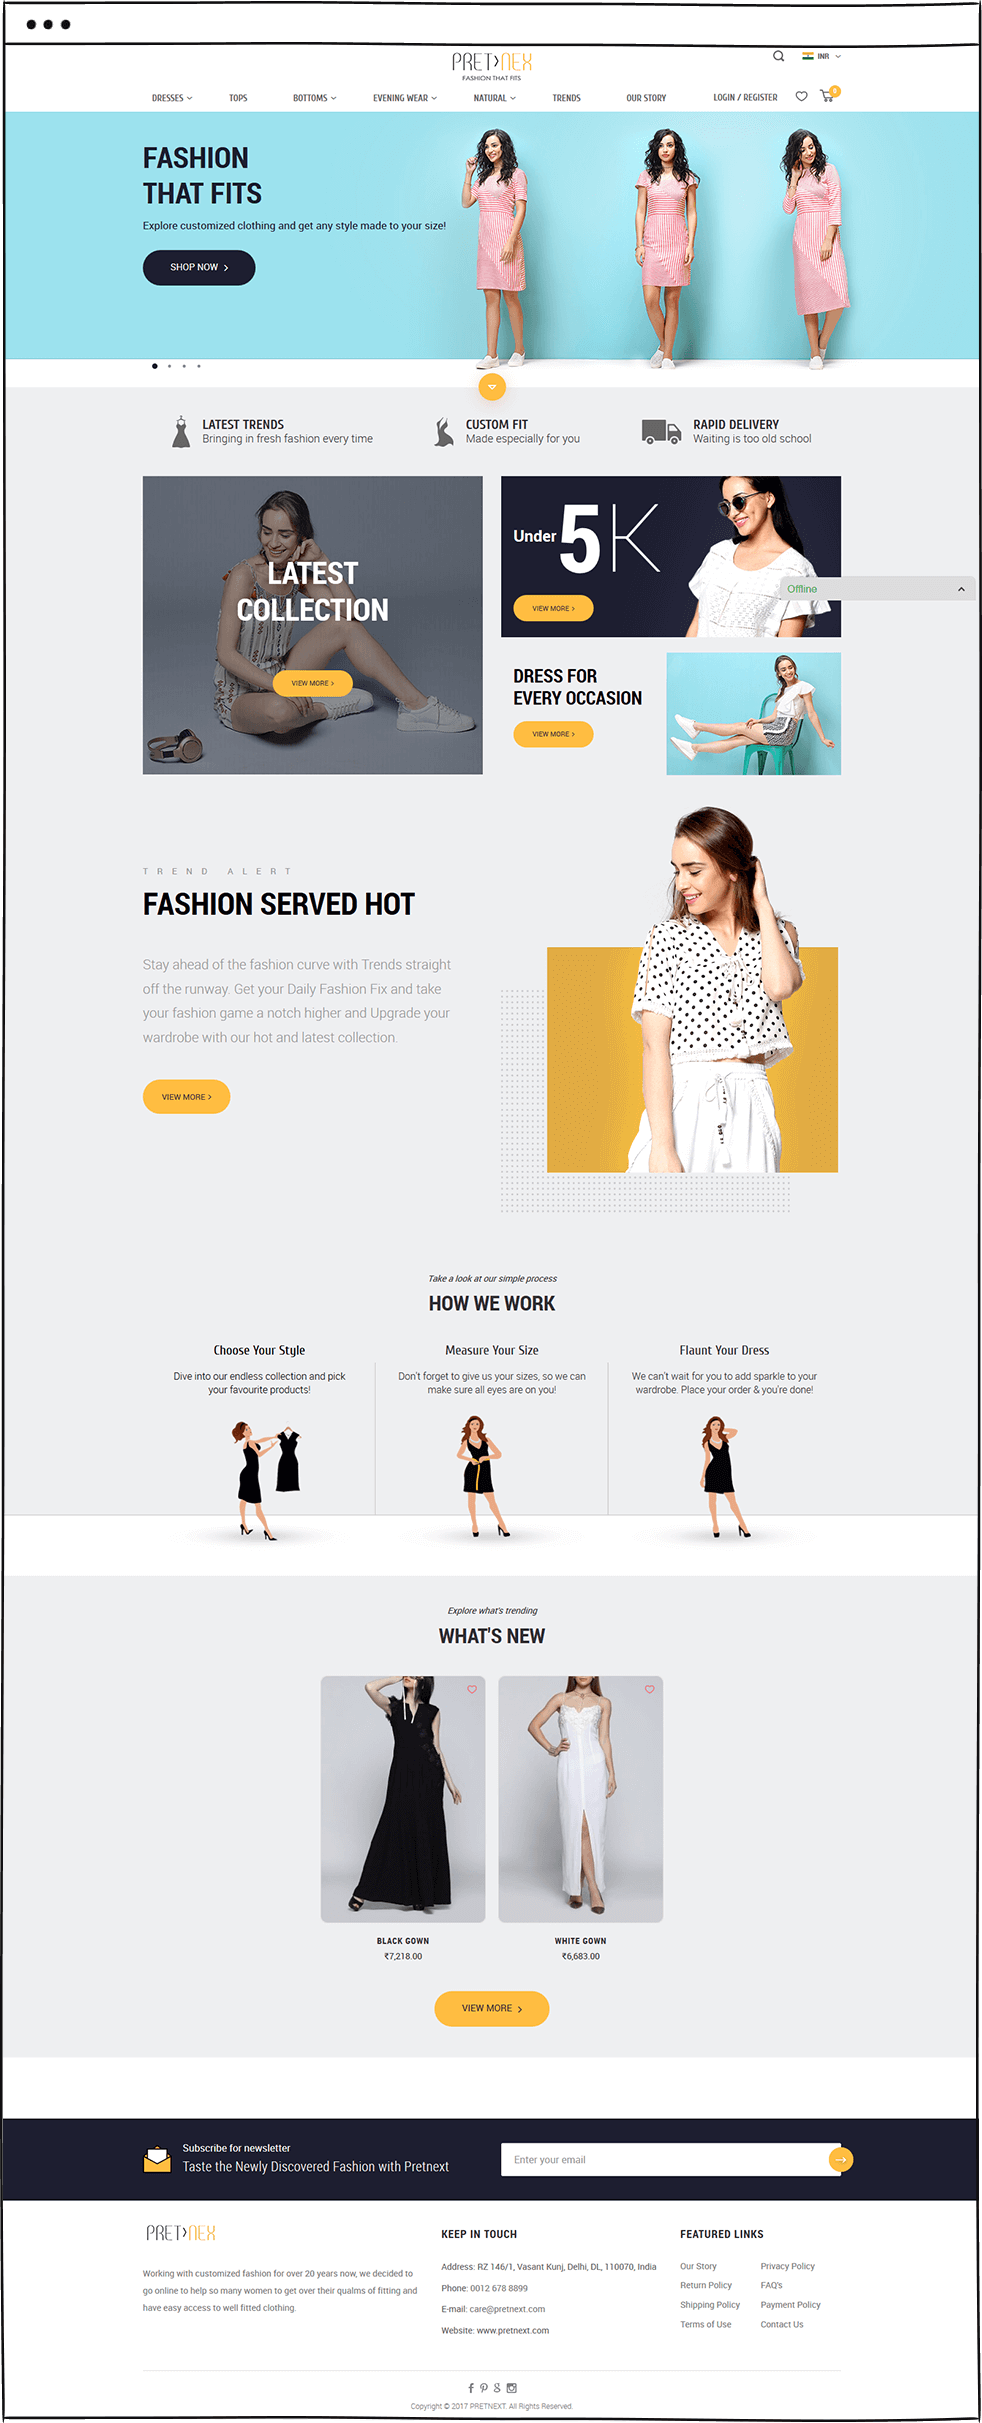 PRET>NEX
FASHION THAT FITS
INR
DRESSES
TOPS
BOTTOMS
EVENING WEAR
NATURAL
TRENDS
OUR STORY
LOGIN / REGISTER
0
FASHION
THAT FITS
Explore customized clothing and get any style made to your size!
SHOP NOW >
LATEST TRENDS
Bringing in fresh fashion every time
CUSTOM FIT
Made especially for you
RAPID DELIVERY
Waiting is too old school
LATEST
COLLECTION
VIEW MORE >
Under 5K
VIEW MORE >
Offline
DRESS FOR
EVERY OCCASION
VIEW MORE >
TREND ALERT
FASHION SERVED HOT
Stay ahead of the fashion curve with Trends straight
off the runway. Get your Daily Fashion Fix and take
your fashion game a notch higher and Upgrade your
wardrobe with our hot and latest collection.
VIEW MORE >
Take a look at our simple process
HOW WE WORK
Choose Your Style
Dive into our endless collection and pick
your favourite products!
Measure Your Size
Don't forget to give us your sizes, so we can
make sure all eyes are on you!
Flaunt Your Dress
We can't wait for you to add sparkle to your
wardrobe. Place your order & you're done!
Explore what's trending
WHAT'S NEW
BLACK GOWN
₹7,218.00
WHITE GOWN
₹6,683.00
VIEW MORE >
Subscribe for newsletter
Taste the Newly Discovered Fashion with Pretnext
Enter your email
PRET>NEX
Working with customized fashion for over 20 years now, we decided to
go online to help so many women to get over their qualms of fitting and
have easy access to well fitted clothing.
KEEP IN TOUCH
Address: RZ 146/1, Vasant Kunj, Delhi, DL, 110070, India
Phone: 0012 678 8899
E-mail: care@pretnext.com
Website: www.pretnext.com
FEATURED LINKS
Our Story
Privacy Policy
Return Policy
FAQ's
Shipping Policy
Payment Policy
Terms of Use
Contact Us
Copyright © 2017 PRETNEXT. All Rights Reserved.